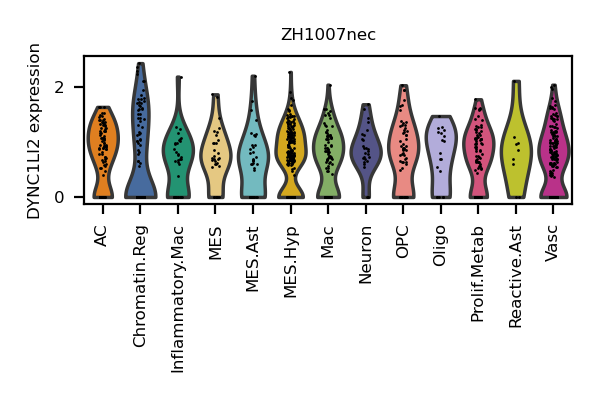 ZH1007nec
DYNC1LI2 expression
2
0
AC
Chromatin.Reg
Inflammatory.Mac
MES
MES.Ast
MES.Hyp
Mac
Neuron
OPC
Oligo
Prolif.Metab
Reactive.Ast
Vasc